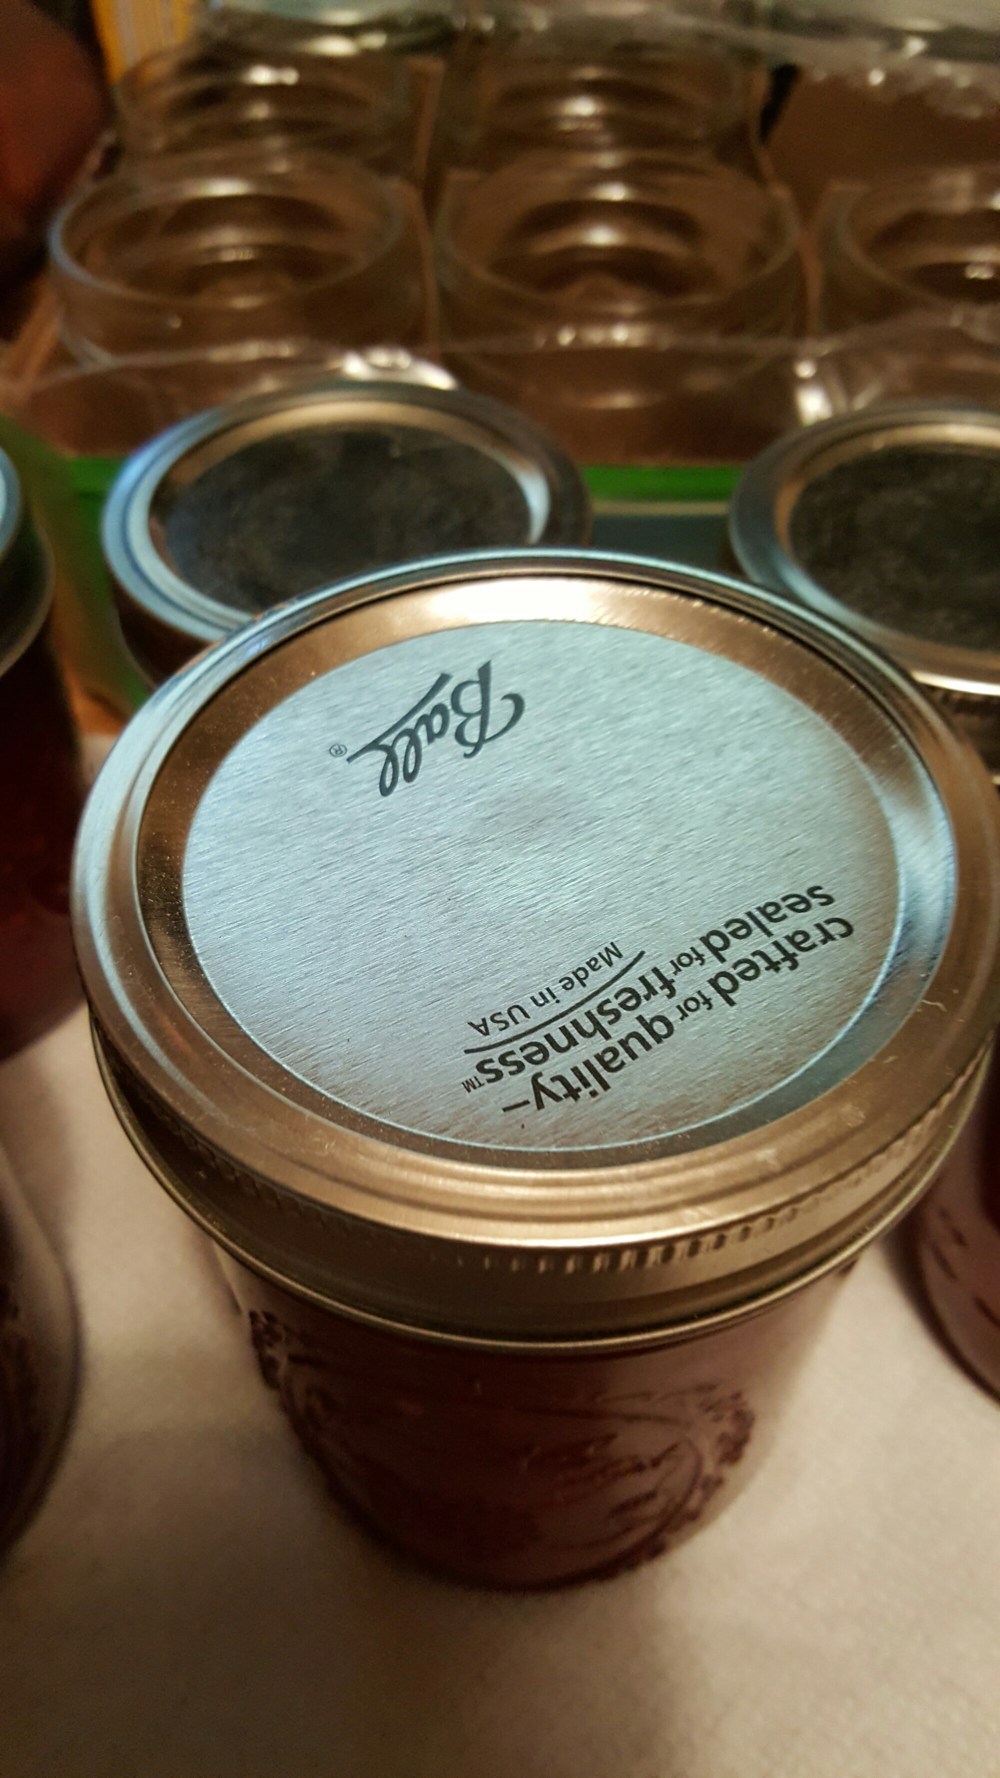 Ball®
crafted for quality–
sealed for freshness™
Made in USA